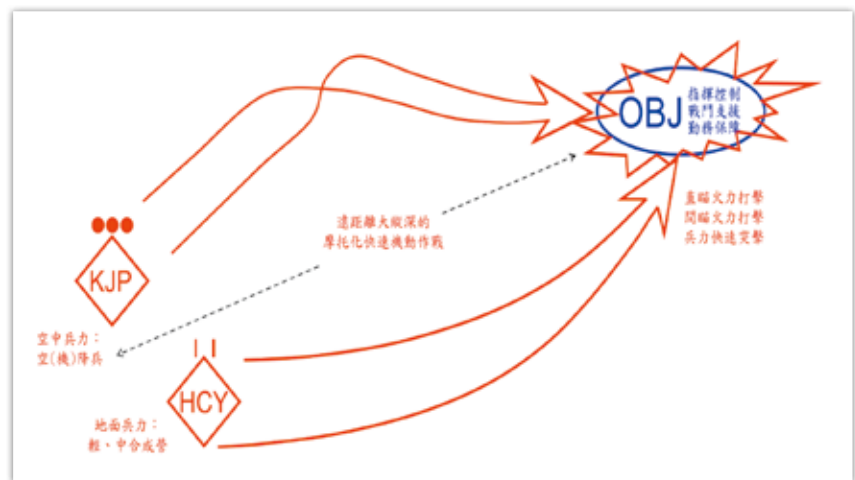 OBJ
指揮控制
戰鬥支援
勤務保障
直瞄火力打擊
間瞄火力打擊
兵力快速突擊
遠距離大縱深的
摩托化快速機動作戰
KJP
空中兵力：
空(機)降兵
HCY
地面兵力：
輕、中合成營